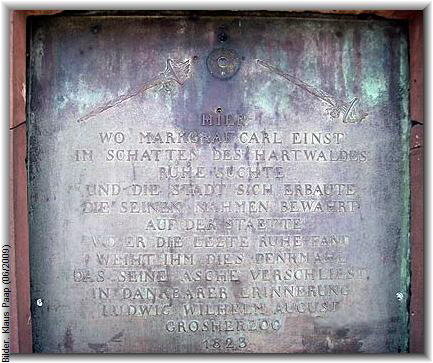 C
HIER
WO MARKGRAF CARL EINST
IM SCHATTEN DES HARTWALDES
RUHE SUCHTE
UND DIE STADT SICH ERBAUTE
DIE SEINEN NAHMEN BEWAHRT
AUF DER STAETTE
WO ER DIE LEZTE RUHE FAND
WEIHT IHM DIES DENKMAHL
DAS SEINE ASCHE VERSCHLIEST,
IN DANKBARER ERINNERUNG
LUDWIG WILHELM AUGUST
GROSHERZOG
1823
Bilder, Klaus Paap (06/2009)